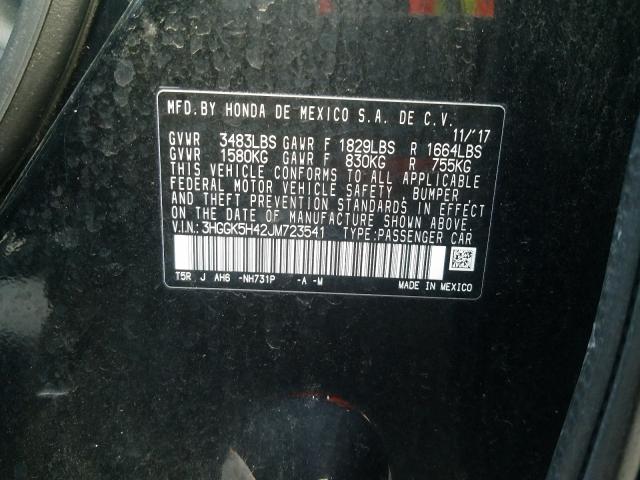 MFD.BY HONDA DE MEXICO S.A. DE C.V.
11/'17
GVWR 3483LBS GAWR F 1829LBS R 1664LBS
GVWR 1580KG GAWR F 830KG R 755KG
THIS VEHICLE CONFORMS TO ALL APPLICABLE
FEDERAL MOTOR VEHICLE SAFETY, BUMPER
AND THEFT PREVENTION STANDARDS IN EFFECT
ON THE DATE OF MANUFACTURE SHOWN ABOVE.
V.I.N.: 3HGGK5H42JM723541 TYPE:PASSENGER CAR
T5R J AH6 -NH731P -A -M MADE IN MEXICO